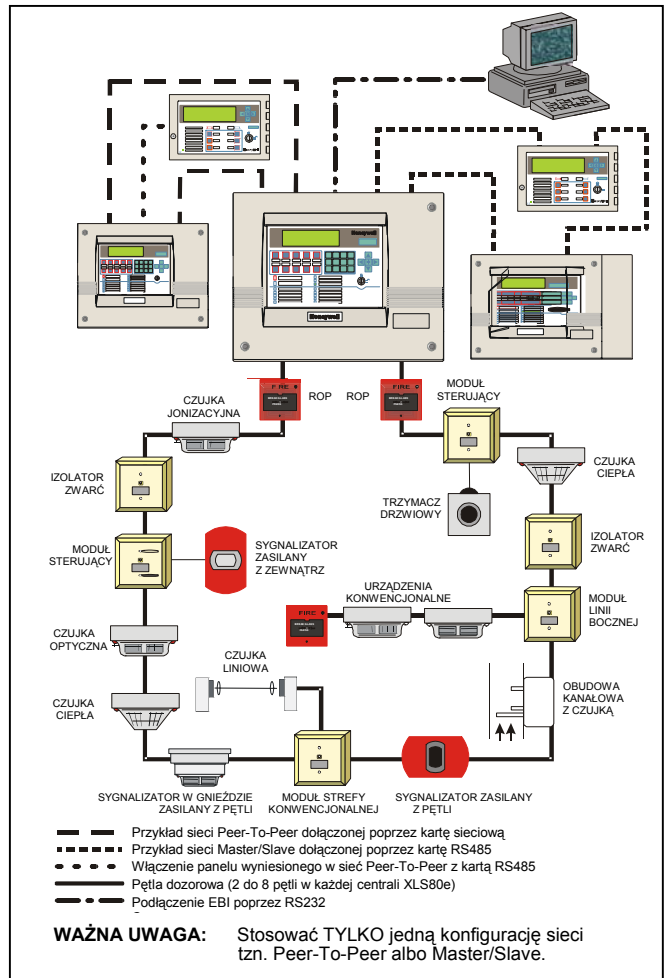 Honeywell
Honeywell
FIRE
ROP
ROP
FIRE
CZUJKA
JONIZACYJNA
MODUŁ
STERUJĄCY
IZOLATOR
ZWARĆ
CZUJKA
CIEPŁA
TRZYMACZ
DRZWIOWY
MODUŁ
STERUJĄCY
SYGNALIZATOR
ZASILANY
Z ZEWNĄTRZ
IZOLATOR
ZWARĆ
URZĄDZENIA
KONWENCJONALNE
FIRE
MODUŁ
LINII
BOCZNEJ
CZUJKA
OPTYCZNA
CZUJKA
LINIOWA
CZUJKA
CIEPŁA
OBUDOWA
KANAŁOWA
Z CZUJKĄ
SYGNALIZATOR W GNIEŹDZIE
ZASILANY Z PĘTLI
MODUŁ STREFY
KONWENCJONALNEJ
SYGNALIZATOR ZASILANY
Z PĘTLI
Przykład sieci Peer-To-Peer dołączonej poprzez kartę sieciową
Przykład sieci Master/Slave dołączonej poprzez kartę RS485
Włączenie panelu wyniesionego w sieć Peer-To-Peer z kartą RS485
Pętla dozorowa (2 do 8 pętli w każdej centrali XLS80e)
Podłączenie EBI poprzez RS232
WAŻNA UWAGA: Stosować TYLKO jedną konfigurację sieci
tzn. Peer-To-Peer albo Master/Slave.